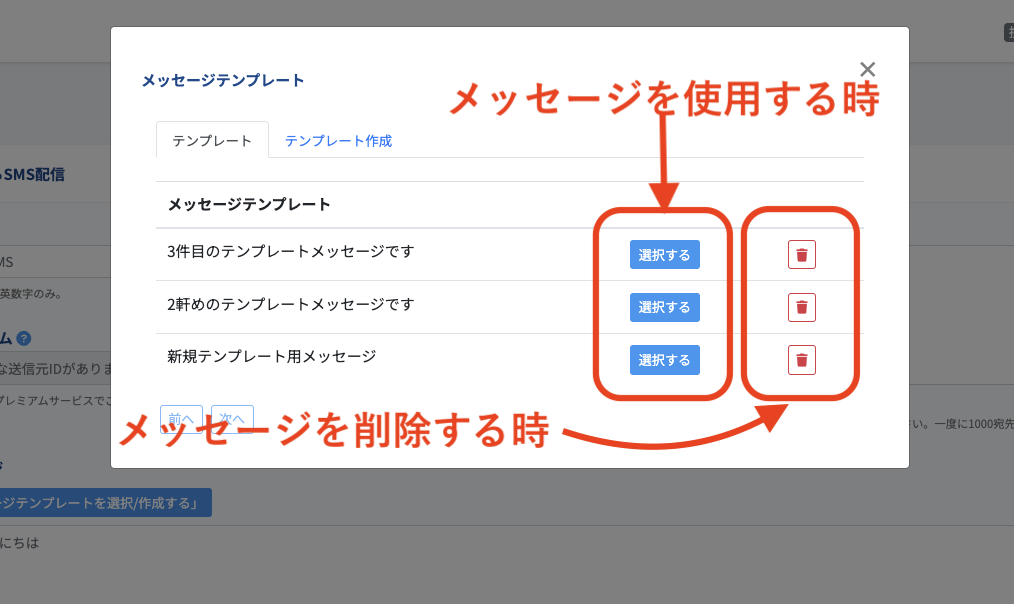 メッセージテンプレート
×
メッセージを使用する時
テンプレート
テンプレート作成
SMS配信
メッセージテンプレート
3件目のテンプレートメッセージです
選択する
MS
英数字のみ。
2軒めのテンプレートメッセージです
選択する
ム ?
新規テンプレート用メッセージ
選択する
な送信元IDがありま
プレミアムサービスでご
前へ
次へ
メッセージを削除する時
い。一度に1000宛先
ジ
ージテンプレートを選択/作成する」
にちは